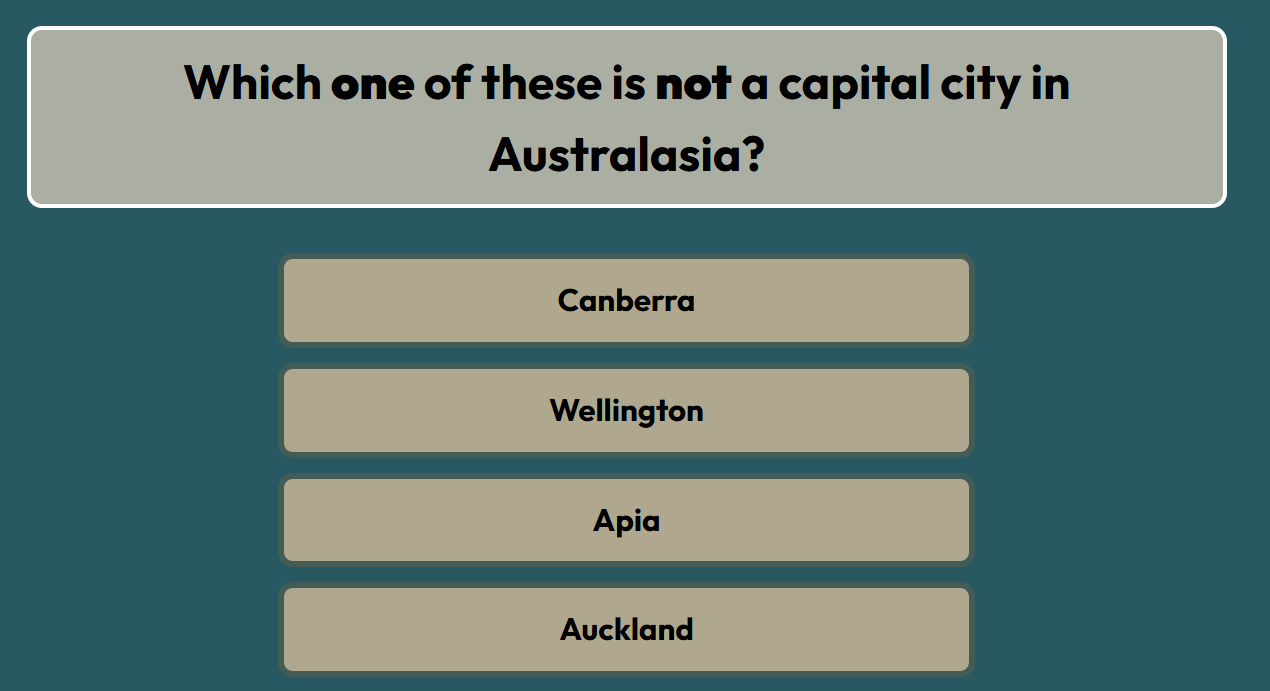 Which one of these is not a capital city in
Australasia?
Canberra
Wellington
Apia
Auckland